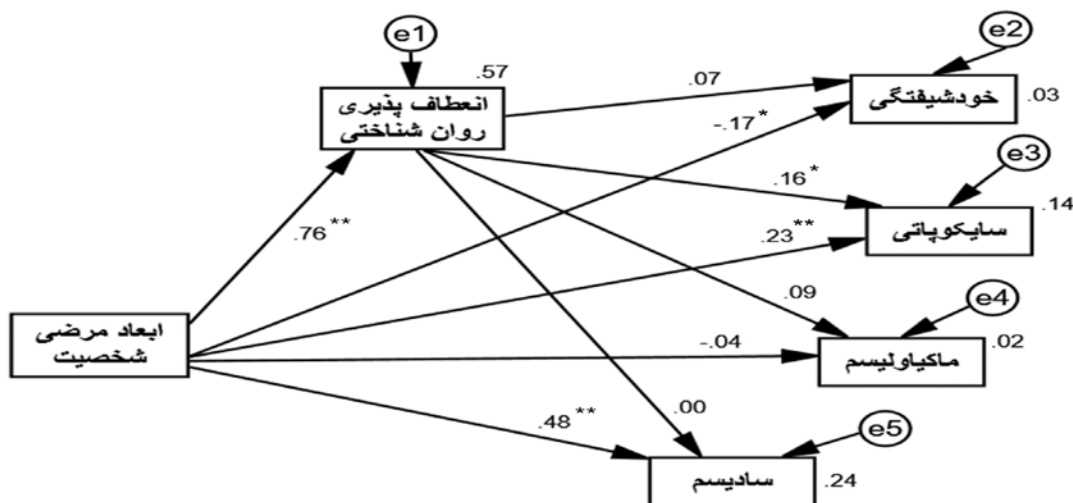 e1
e2
.57
انعطاف پذیری
روان شناختی
.07
خودشیفتگی
.03
-.17*
e3
.16*
.14
سایکوپاتی
.76**
.23**
e4
.09
ابعاد مرضی
شخصیت
-.04
ماکیاولیسم
.02
.00
e5
.48**
سادیسم
.24